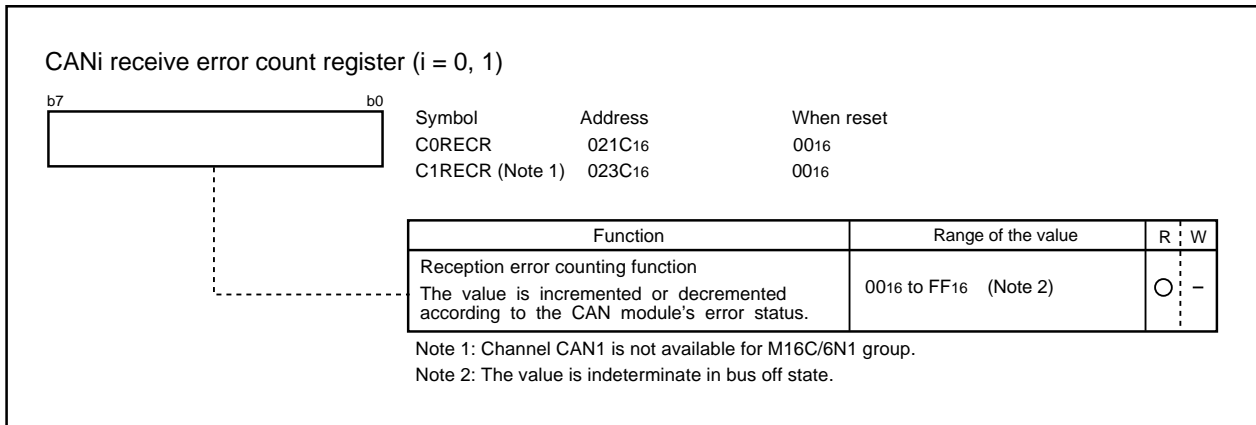 CANi receive error count register (i = 0, 1)
b7 b0
Symbol Address When reset
C0RECR 021C16 0016
C1RECR (Note 1) 023C16 0016
Function Range of the value R W
Reception error counting function
The value is incremented or decremented
according to the CAN module's error status.
0016 to FF16 (Note 2) ○ –
Note 1: Channel CAN1 is not available for M16C/6N1 group.
Note 2: The value is indeterminate in bus off state.